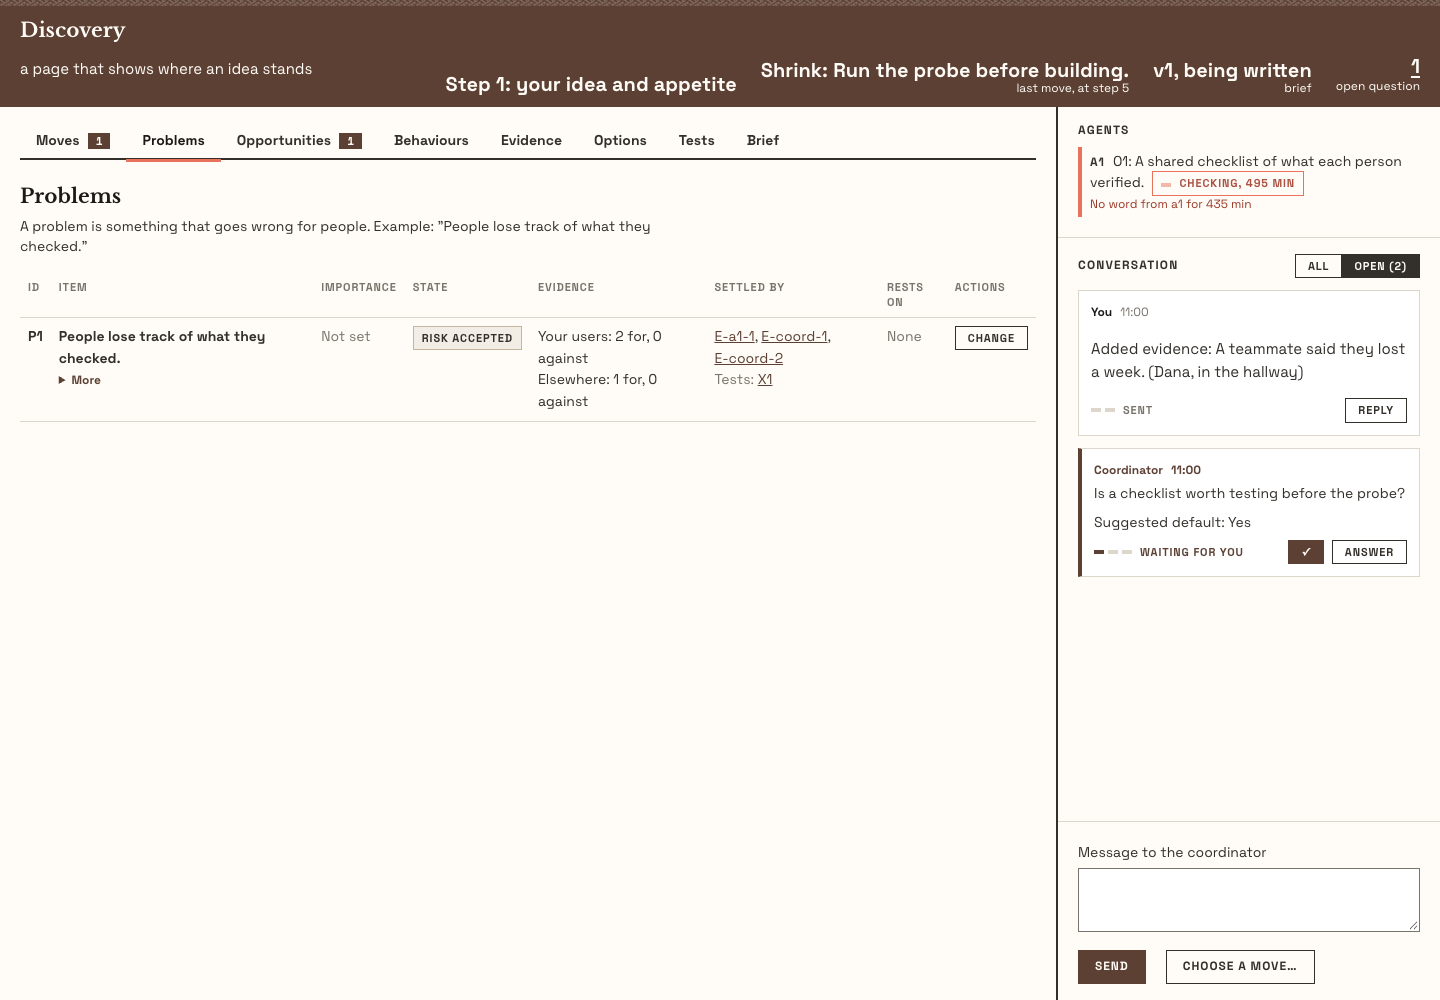 Discovery
a page that shows where an idea stands
Step 1: your idea and appetite
Shrink: Run the probe before building.
last move, at step 5
v1, being written
brief
1
open question
Moves 1
Problems
Opportunities 1
Behaviours
Evidence
Options
Tests
Brief
Problems
A problem is something that goes wrong for people. Example: "People lose track of what they
checked."
ID ITEM IMPORTANCE STATE EVIDENCE SETTLED BY RESTS ON ACTIONS
P1
People lose track of what they
checked.
▶ More
Not set
RISK ACCEPTED
Your users: 2 for, 0
against
Elsewhere: 1 for, 0
against
E-a1-1, E-coord-1,
E-coord-2
Tests: X1
None
CHANGE
AGENTS
A1 O1: A shared checklist of what each person
verified. CHECKING, 495 MIN
No word from a1 for 435 min
CONVERSATION
ALL
OPEN (2)
You 11:00
Added evidence: A teammate said they lost
a week. (Dana, in the hallway)
SENT
REPLY
Coordinator 11:00
Is a checklist worth testing before the probe?
Suggested default: Yes
WAITING FOR YOU
✓
ANSWER
Message to the coordinator
SEND
CHOOSE A MOVE…